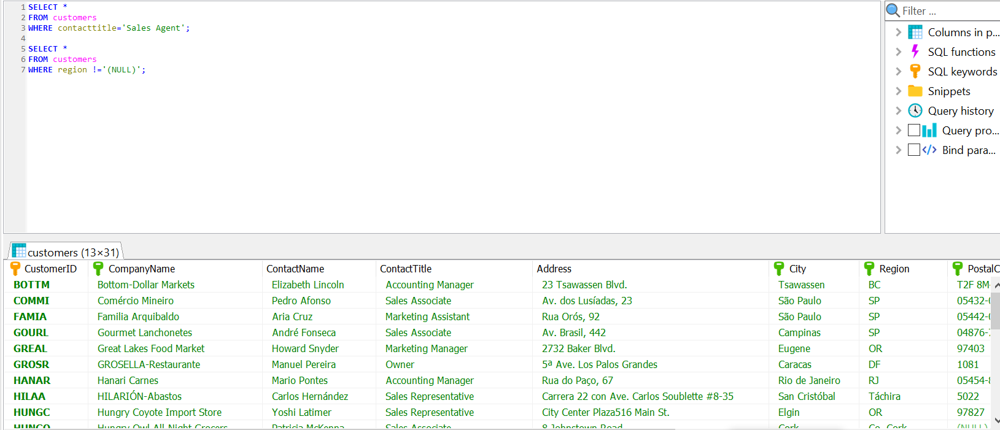 1 SELECT *
2 FROM customers
3 WHERE contacttitle='Sales Agent';
4
5 SELECT *
6 FROM customers
7 WHERE region !='(NULL)';
Filter ...
Columns in p...
SQL functions
SQL keywords
Snippets
Query history
Query pro...
Bind para...
customers (13×31)
CustomerID CompanyName ContactName ContactTitle Address City Region PostalC
BOTTM Bottom-Dollar Markets Elizabeth Lincoln Accounting Manager 23 Tsawassen Blvd. Tsawassen BC T2F 8M
COMMI Comércio Mineiro Pedro Afonso Sales Associate Av. dos Lusíadas, 23 São Paulo SP 05432-
FAMIA Familia Arquibaldo Aria Cruz Marketing Assistant Rua Orós, 92 São Paulo SP 05442-
GOURL Gourmet Lanchonetes André Fonseca Sales Associate Av. Brasil, 442 Campinas SP 04876-
GREAL Great Lakes Food Market Howard Snyder Marketing Manager 2732 Baker Blvd. Eugene OR 97403
GROSR GROSELLA-Restaurante Manuel Pereira Owner 5ª Ave. Los Palos Grandes Caracas DF 1081
HANAR Hanari Carnes Mario Pontes Accounting Manager Rua do Paço, 67 Rio de Janeiro RJ 05454-
HILAA HILARIÓN-Abastos Carlos Hernández Sales Representative Carrera 22 con Ave. Carlos Soublette #8-35 San Cristóbal Táchira 5022
HUNGC Hungry Coyote Import Store Yoshi Latimer Sales Representative City Center Plaza516 Main St. Elgin OR 97827
HUNGO Hungry Owl All-Night Grocers Patricia McKenna Sales Associate 8 Johnstown Road Cork Co. Cork (NULL)